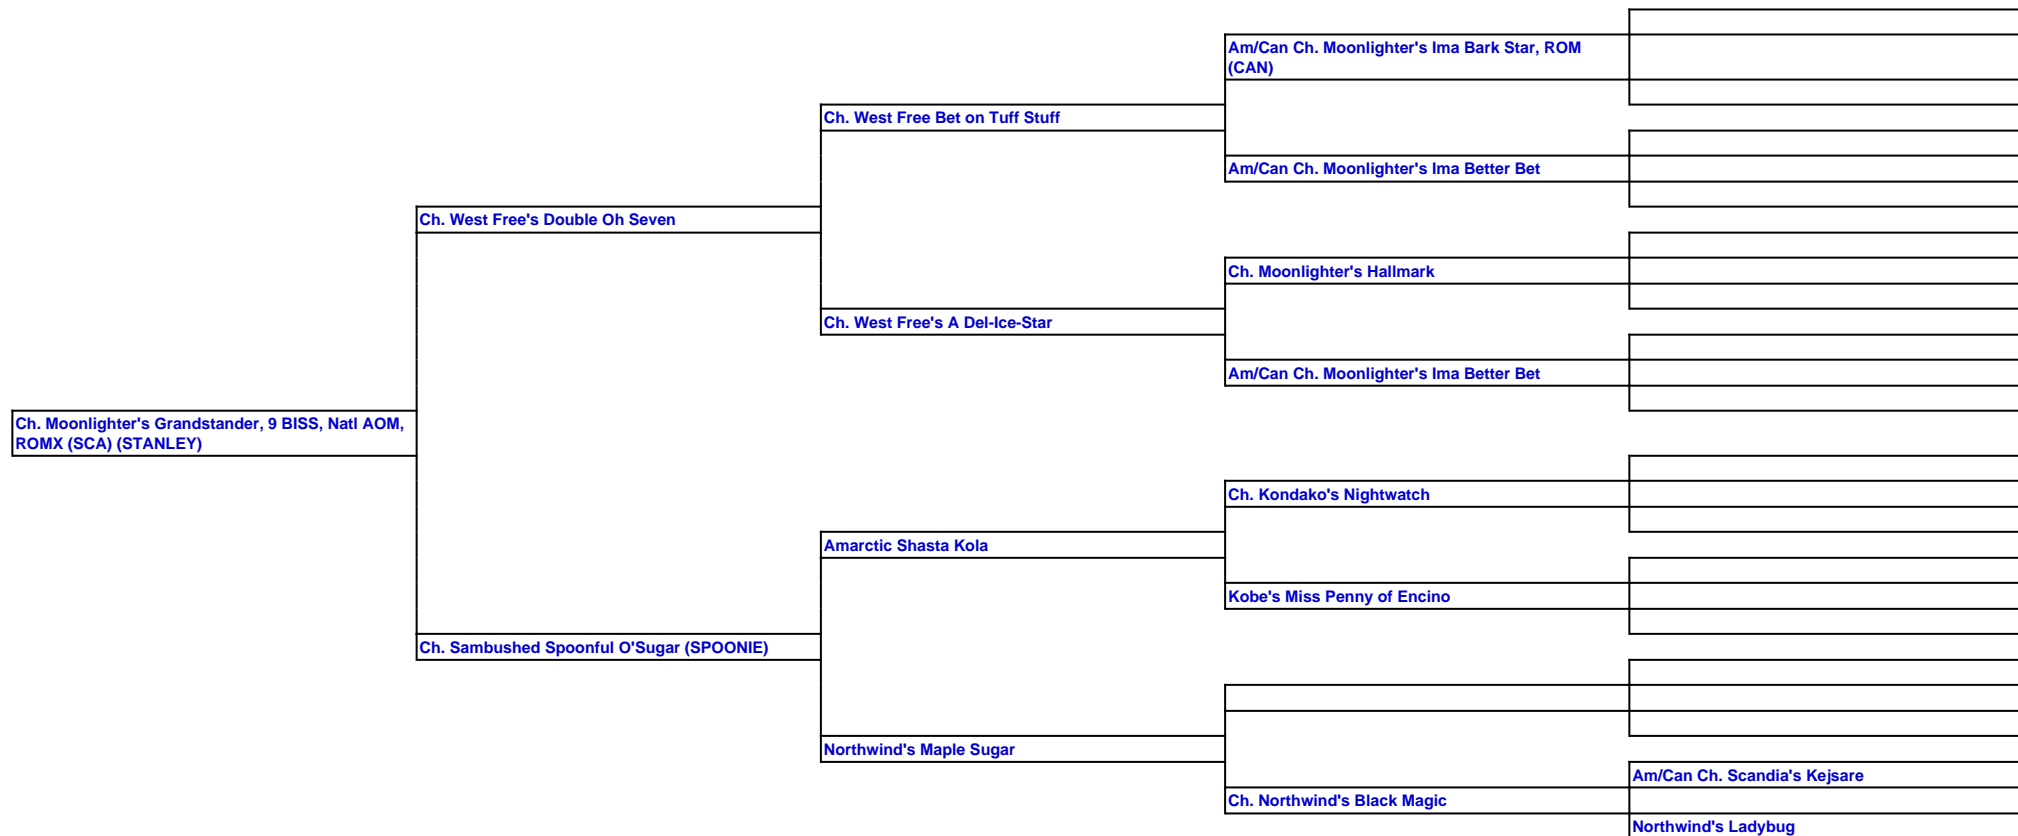 Am/Can Ch. Moonlighter's Ima Bark Star, ROM
(CAN)
Ch. West Free Bet on Tuff Stuff
Am/Can Ch. Moonlighter's Ima Better Bet
Ch. West Free's Double Oh Seven
Ch. Moonlighter's Hallmark
Ch. West Free's A Del-Ice-Star
Am/Can Ch. Moonlighter's Ima Better Bet
Ch. Moonlighter's Grandstander, 9 BISS, Natl AOM,
ROMX (SCA) (STANLEY)
Ch. Kondako's Nightwatch
Amarctic Shasta Kola
Kobe's Miss Penny of Encino
Ch. Sambushed Spoonful O'Sugar (SPOONIE)
Northwind's Maple Sugar
Am/Can Ch. Scandia's Kejsare
Ch. Northwind's Black Magic
Northwind's Ladybug